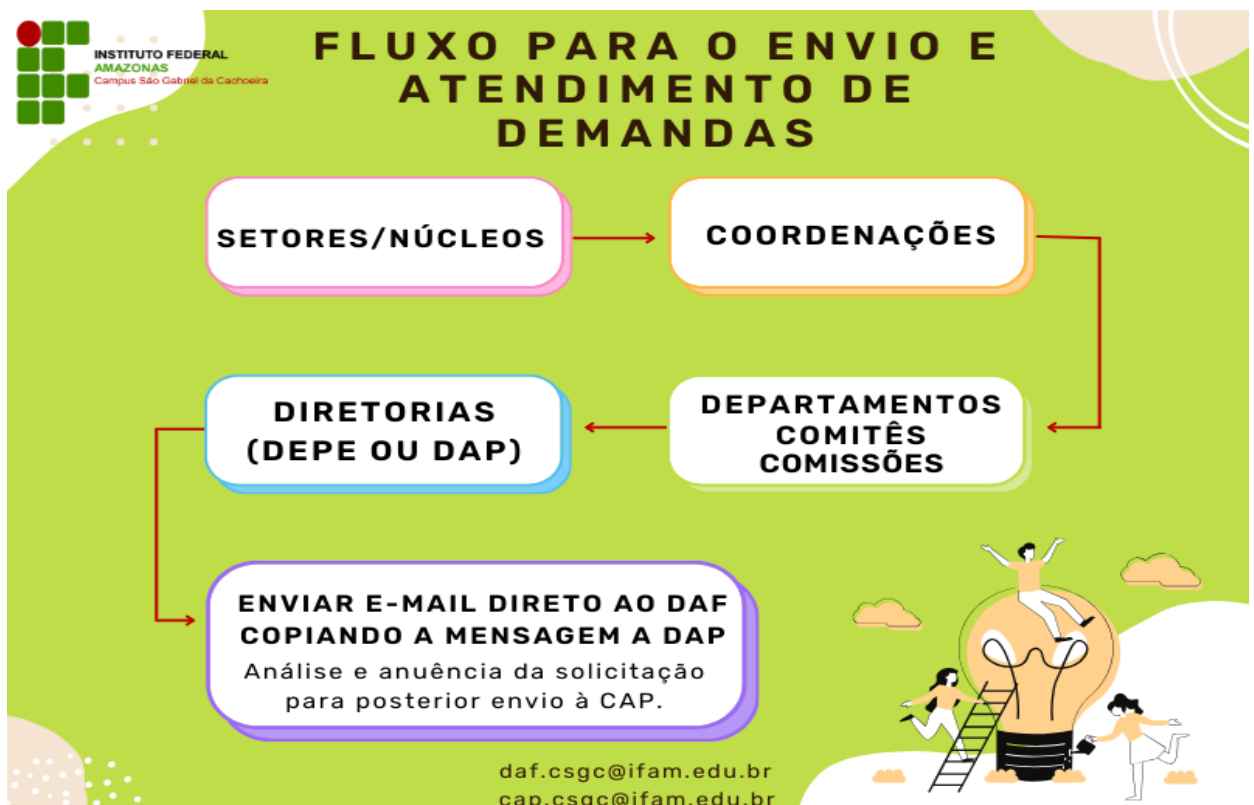 INSTITUTO FEDERAL
AMAZONAS
Campus São Gabriel da Cachoeira
FLUXO PARA O ENVIO E
ATENDIMENTO DE
DEMANDAS
SETORES/NÚCLEOS
COORDENAÇÕES
DEPARTAMENTOS
COMITÊS
COMISSÕES
DIRETORIAS
(DEPE OU DAP)
ENVIAR E-MAIL DIRETO AO DAF
COPIANDO A MENSAGEM A DAP
Análise e anuência da solicitação
para posterior envio à CAP.
daf.csgc@ifam.edu.br
cap.csgc@ifam.edu.br